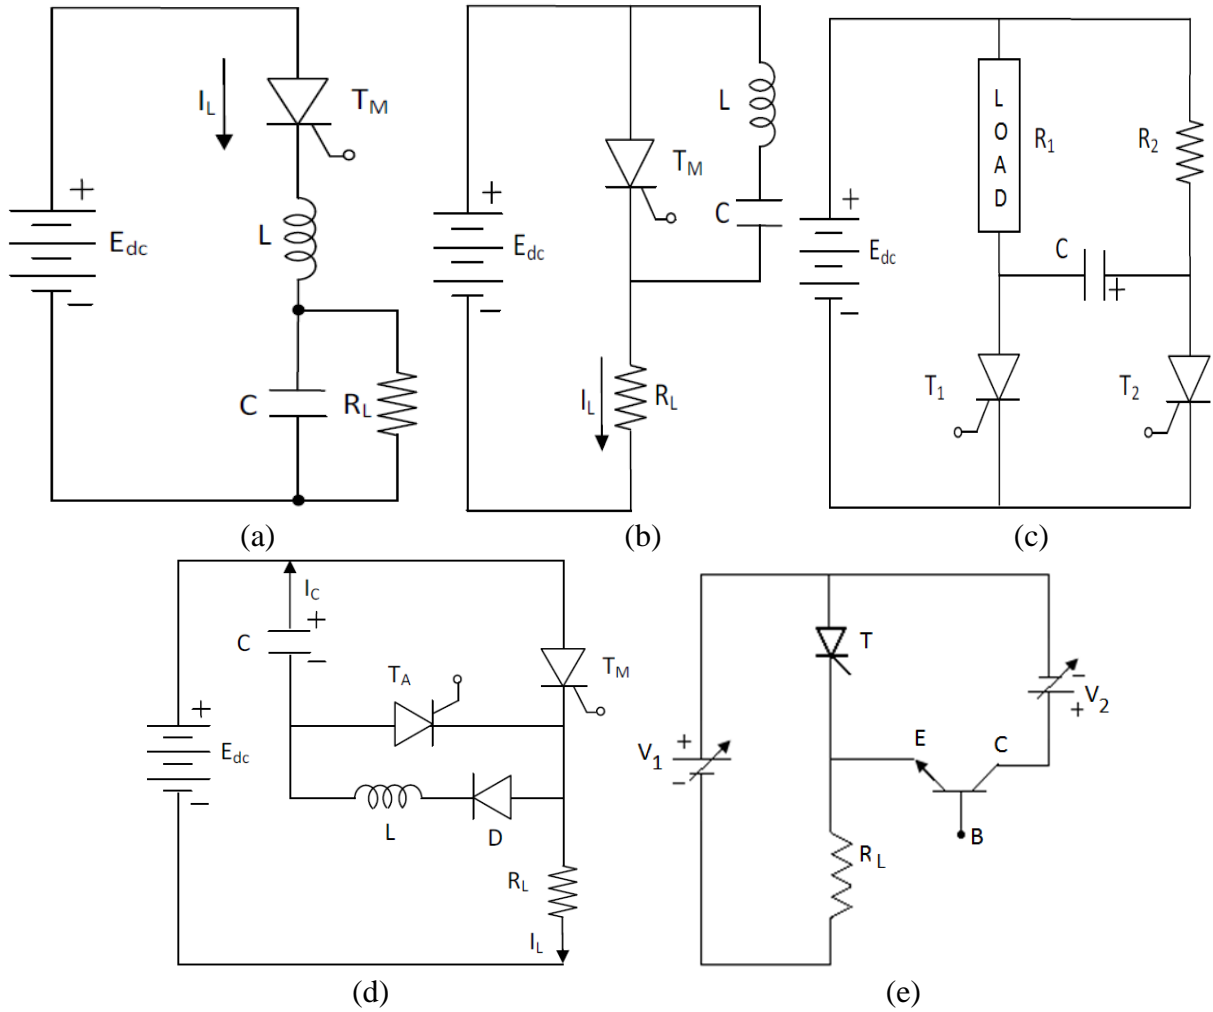 I_L
T_M
+
E_dc
−
L
C
R_L
(a)
L
T_M
C
+
E_dc
−
I_L
R_L
(b)
LOAD
R_1
R_2
+
E_dc
−
C
+
T_1
T_2
(c)
I_C
+
C
−
T_A
T_M
+
E_dc
−
L
D
R_L
I_L
(d)
T
−
V_2
+
E
C
+
V_1
−
B
R_L
(e)